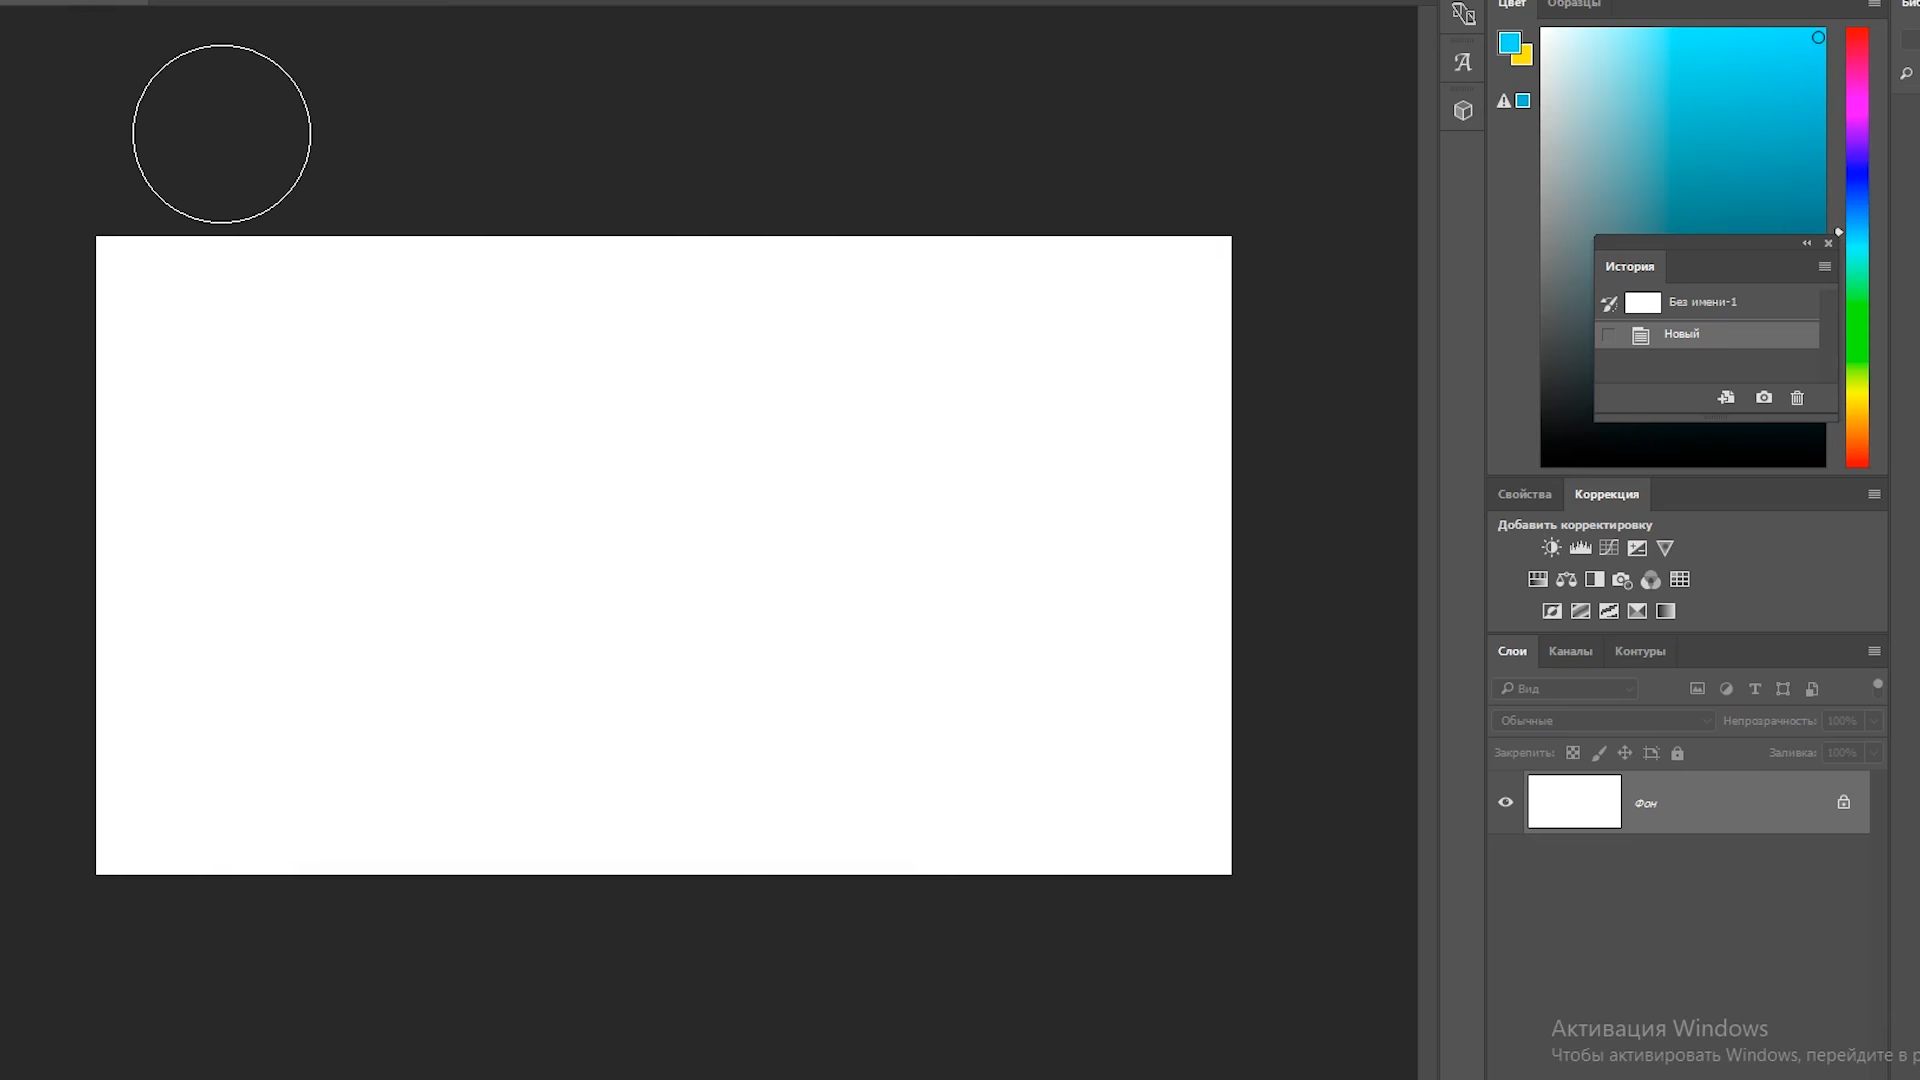 Цвет Образцы
История
Без имени-1
Новый
Свойства Коррекция
Добавить корректировку
Слои Каналы Контуры
Вид
Обычные Непрозрачность: 100%
Закрепить: Заливка: 100%
Фон
Активация Windows
Чтобы активировать Windows, перейдите в